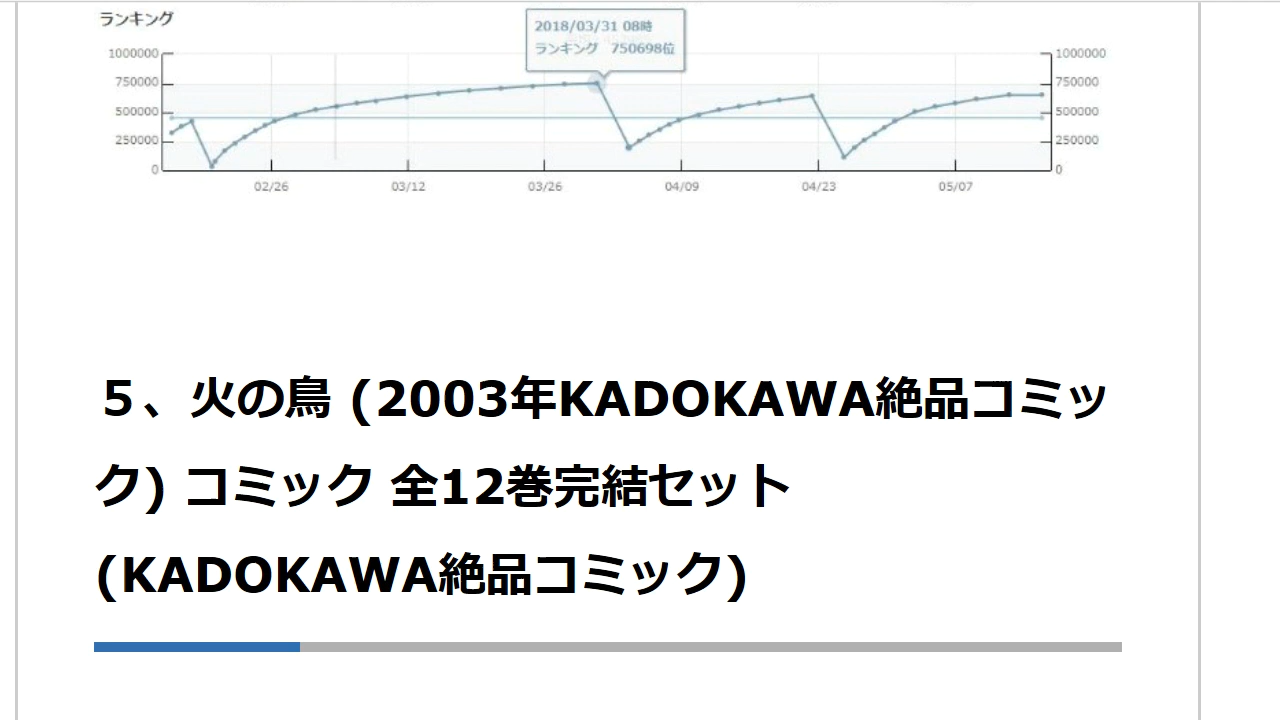 ランキング
2018/03/31 08時
ランキング 750698位
1000000
750000
500000
250000
0
1000000
750000
500000
250000
0
02/26
03/12
03/26
04/09
04/23
05/07
５、火の鳥 (2003年KADOKAWA絶品コミッ
ク) コミック 全12巻完結セット
(KADOKAWA絶品コミック)